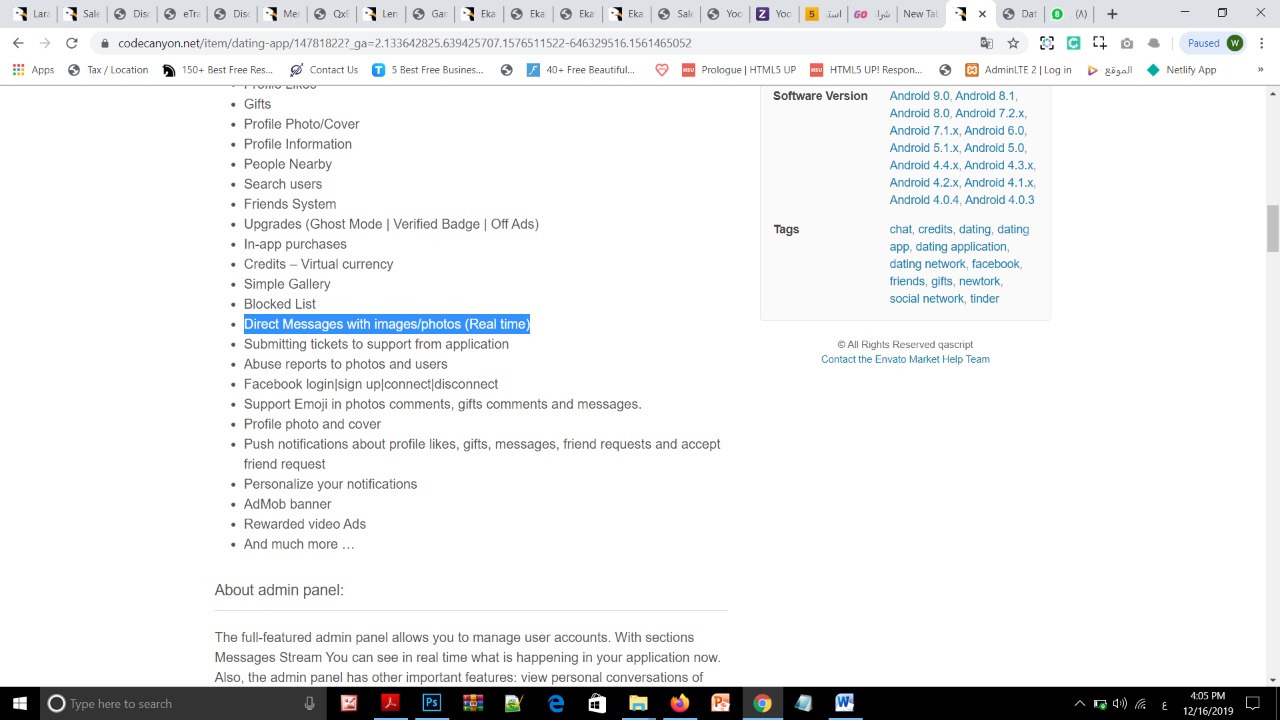 Lara
Sale
Disc
eTra
Disc
Mer
Qxf
Ler
Gar
Eka
Eka
Eka
Eka
Sale
Yoo
Yoc
است
شراء
New Tab
Dat
(٨)
codecanyon.net/item/dating-app/14781822?_ga=2.133642825.639425707.1576511522-646329516.1561465052
Paused
W
Apps
Tax / Location
150+ Best Free Res...
Contact Us
5 Best Free Busines...
40+ Free Beautiful...
Prologue | HTML5 UP
HTML5 UP! Respon...
AdminLTE 2 | Log in
الموقع
Netlify App
»
Profile Likes
Gifts
Profile Photo/Cover
Profile Information
People Nearby
Search users
Friends System
Upgrades (Ghost Mode | Verified Badge | Off Ads)
In-app purchases
Credits – Virtual currency
Simple Gallery
Blocked List
Direct Messages with images/photos (Real time)
Submitting tickets to support from application
Abuse reports to photos and users
Facebook login|sign up|connect|disconnect
Support Emoji in photos comments, gifts comments and messages.
Profile photo and cover
Push notifications about profile likes, gifts, messages, friend requests and accept
friend request
Personalize your notifications
AdMob banner
Rewarded video Ads
And much more …
About admin panel:
The full-featured admin panel allows you to manage user accounts. With sections
Messages Stream You can see in real time what is happening in your application now.
Also, the admin panel has other important features: view personal conversations of
Software Version
Android 9.0, Android 8.1,
Android 8.0, Android 7.2.x,
Android 7.1.x, Android 6.0,
Android 5.1.x, Android 5.0,
Android 4.4.x, Android 4.3.x,
Android 4.2.x, Android 4.1.x,
Android 4.0.4, Android 4.0.3
Tags
chat, credits, dating, dating
app, dating application,
dating network, facebook,
friends, gifts, newtork,
social network, tinder
© All Rights Reserved qascript
Contact the Envato Market Help Team
Type here to search
ع
4:05 PM
12/16/2019